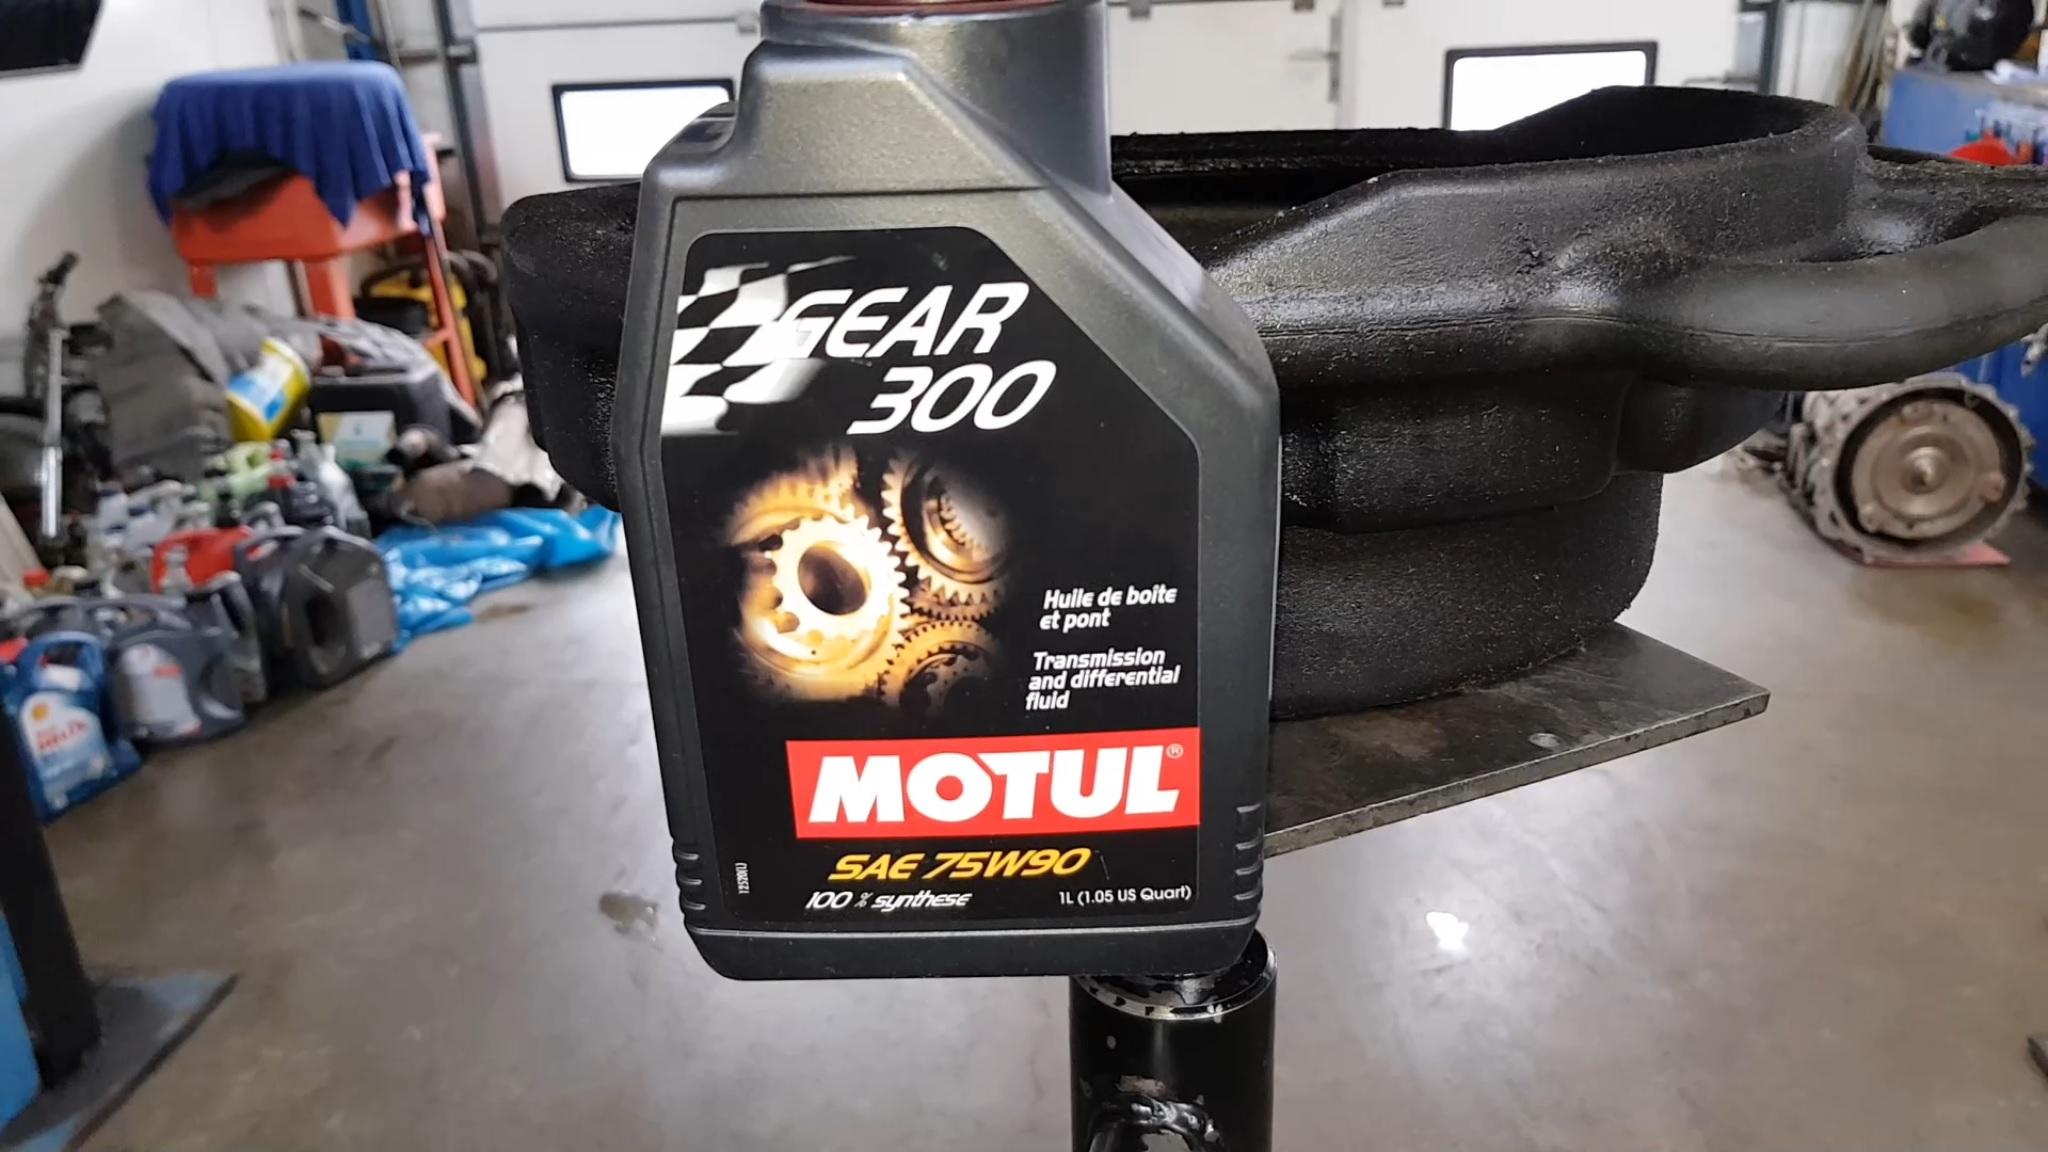 GEAR
300
Huile de boîte
et pont
Transmission
and differential
fluid
MOTUL®
SAE 75W90
100 % synthese
1L (1.05 US Quart)